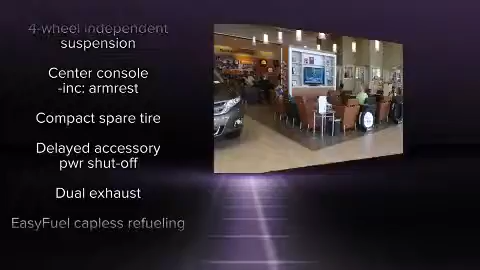 4-wheel independent
suspension
Center console
-inc: armrest
Compact spare tire
Delayed accessory
pwr shut-off
Dual exhaust
EasyFuel capless refueling